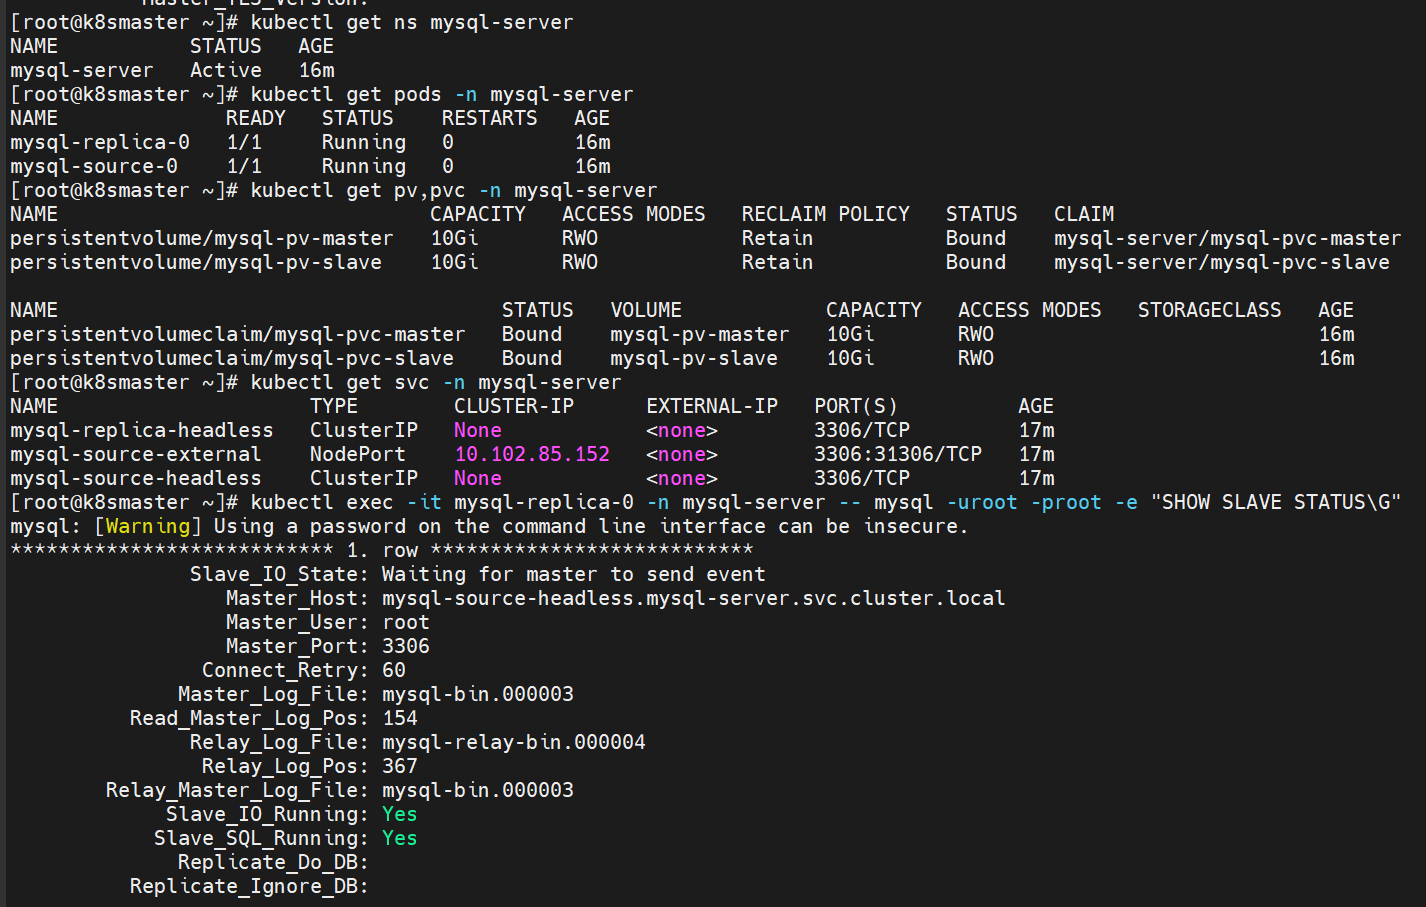 Master_TLS_Version:
[root@k8smaster ~]# kubectl get ns mysql-server
NAME           STATUS   AGE
mysql-server   Active   16m
[root@k8smaster ~]# kubectl get pods -n mysql-server
NAME              READY   STATUS    RESTARTS   AGE
mysql-replica-0   1/1     Running   0          16m
mysql-source-0    1/1     Running   0          16m
[root@k8smaster ~]# kubectl get pv,pvc -n mysql-server
NAME                               CAPACITY   ACCESS MODES   RECLAIM POLICY   STATUS   CLAIM
persistentvolume/mysql-pv-master   10Gi       RWO            Retain           Bound    mysql-server/mysql-pvc-master
persistentvolume/mysql-pv-slave    10Gi       RWO            Retain           Bound    mysql-server/mysql-pvc-slave
NAME                                     STATUS   VOLUME            CAPACITY   ACCESS MODES   STORAGECLASS   AGE
persistentvolumeclaim/mysql-pvc-master   Bound    mysql-pv-master   10Gi       RWO                           16m
persistentvolumeclaim/mysql-pvc-slave    Bound    mysql-pv-slave    10Gi       RWO                           16m
[root@k8smaster ~]# kubectl get svc -n mysql-server
NAME                     TYPE        CLUSTER-IP      EXTERNAL-IP   PORT(S)          AGE
mysql-replica-headless   ClusterIP   None            <none>        3306/TCP         17m
mysql-source-external    NodePort    10.102.85.152   <none>        3306:31306/TCP   17m
mysql-source-headless    ClusterIP   None            <none>        3306/TCP         17m
[root@k8smaster ~]# kubectl exec -it mysql-replica-0 -n mysql-server -- mysql -uroot -proot -e "SHOW SLAVE STATUS\G"
mysql: [Warning] Using a password on the command line interface can be insecure.
*************************** 1. row ***************************
Slave_IO_State: Waiting for master to send event
Master_Host: mysql-source-headless.mysql-server.svc.cluster.local
Master_User: root
Master_Port: 3306
Connect_Retry: 60
Master_Log_File: mysql-bin.000003
Read_Master_Log_Pos: 154
Relay_Log_File: mysql-relay-bin.000004
Relay_Log_Pos: 367
Relay_Master_Log_File: mysql-bin.000003
Slave_IO_Running: Yes
Slave_SQL_Running: Yes
Replicate_Do_DB:
Replicate_Ignore_DB: